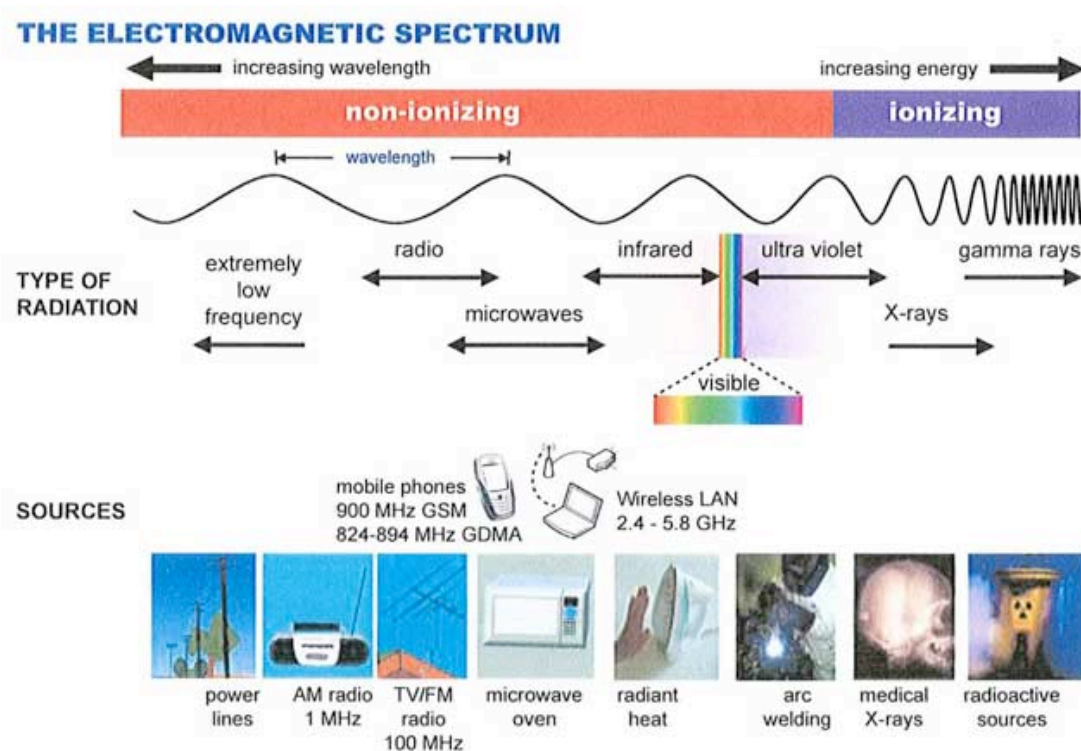 THE ELECTROMAGNETIC SPECTRUM
increasing wavelength
increasing energy
non-ionizing
ionizing
wavelength
TYPE OF
RADIATION
extremely
low
frequency
radio
microwaves
infrared
visible
ultra violet
X-rays
gamma rays
SOURCES
mobile phones
900 MHz GSM
824-894 MHz GDMA
Wireless LAN
2.4 - 5.8 GHz
power
lines
AM radio
1 MHz
TV/FM
radio
100 MHz
microwave
oven
radiant
heat
arc
welding
medical
X-rays
radioactive
sources